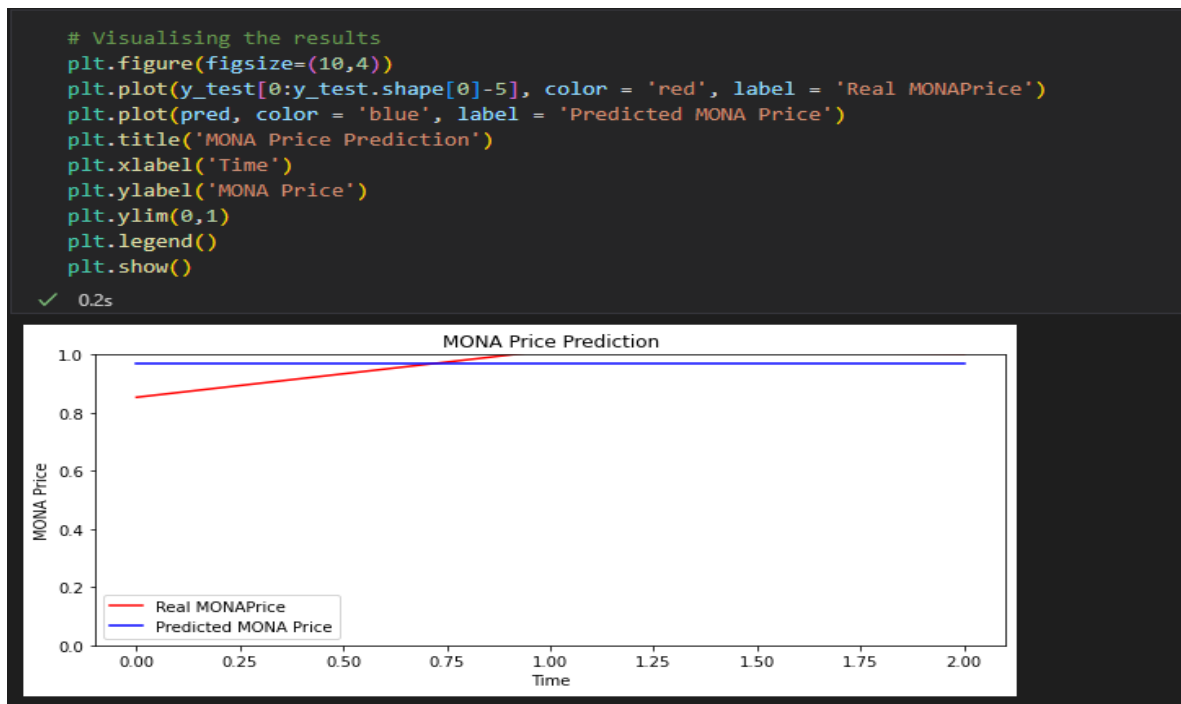 # Visualising the results
plt.figure(figsize=(10,4))
plt.plot(y_test[0:y_test.shape[0]-5], color = 'red', label = 'Real MONAPrice')
plt.plot(pred, color = 'blue', label = 'Predicted MONA Price')
plt.title('MONA Price Prediction')
plt.xlabel('Time')
plt.ylabel('MONA Price')
plt.ylim(0,1)
plt.legend()
plt.show()
✓ 0.2s
MONA Price Prediction
1.0
0.8
0.6
0.4
0.2
0.0
MONA Price
Real MONAPrice
Predicted MONA Price
0.00 0.25 0.50 0.75 1.00 1.25 1.50 1.75 2.00
Time